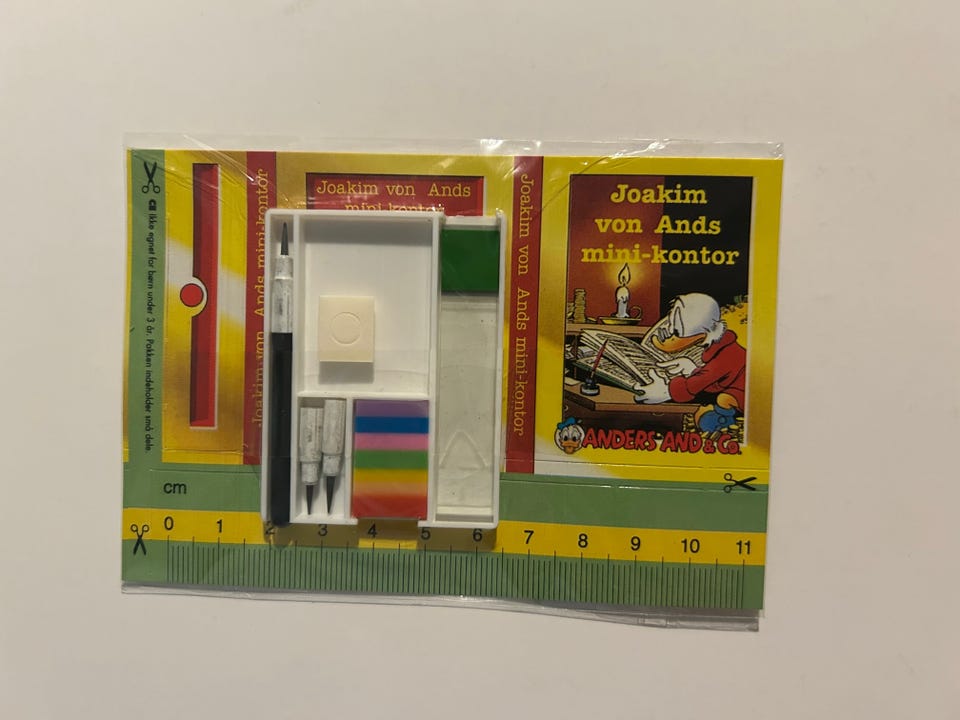 CE Ikke egnet for børn under 3 år. Pakken indeholder små dele.
Joakim von Ands mini-kontor
Joakim von Ands
mini-kontor
Joakim von Ands mini-kontor
Joakim
von Ands
mini-kontor
ANDERS AND & Co.
cm
0 1 2 3 4 5 6 7 8 9 10 11